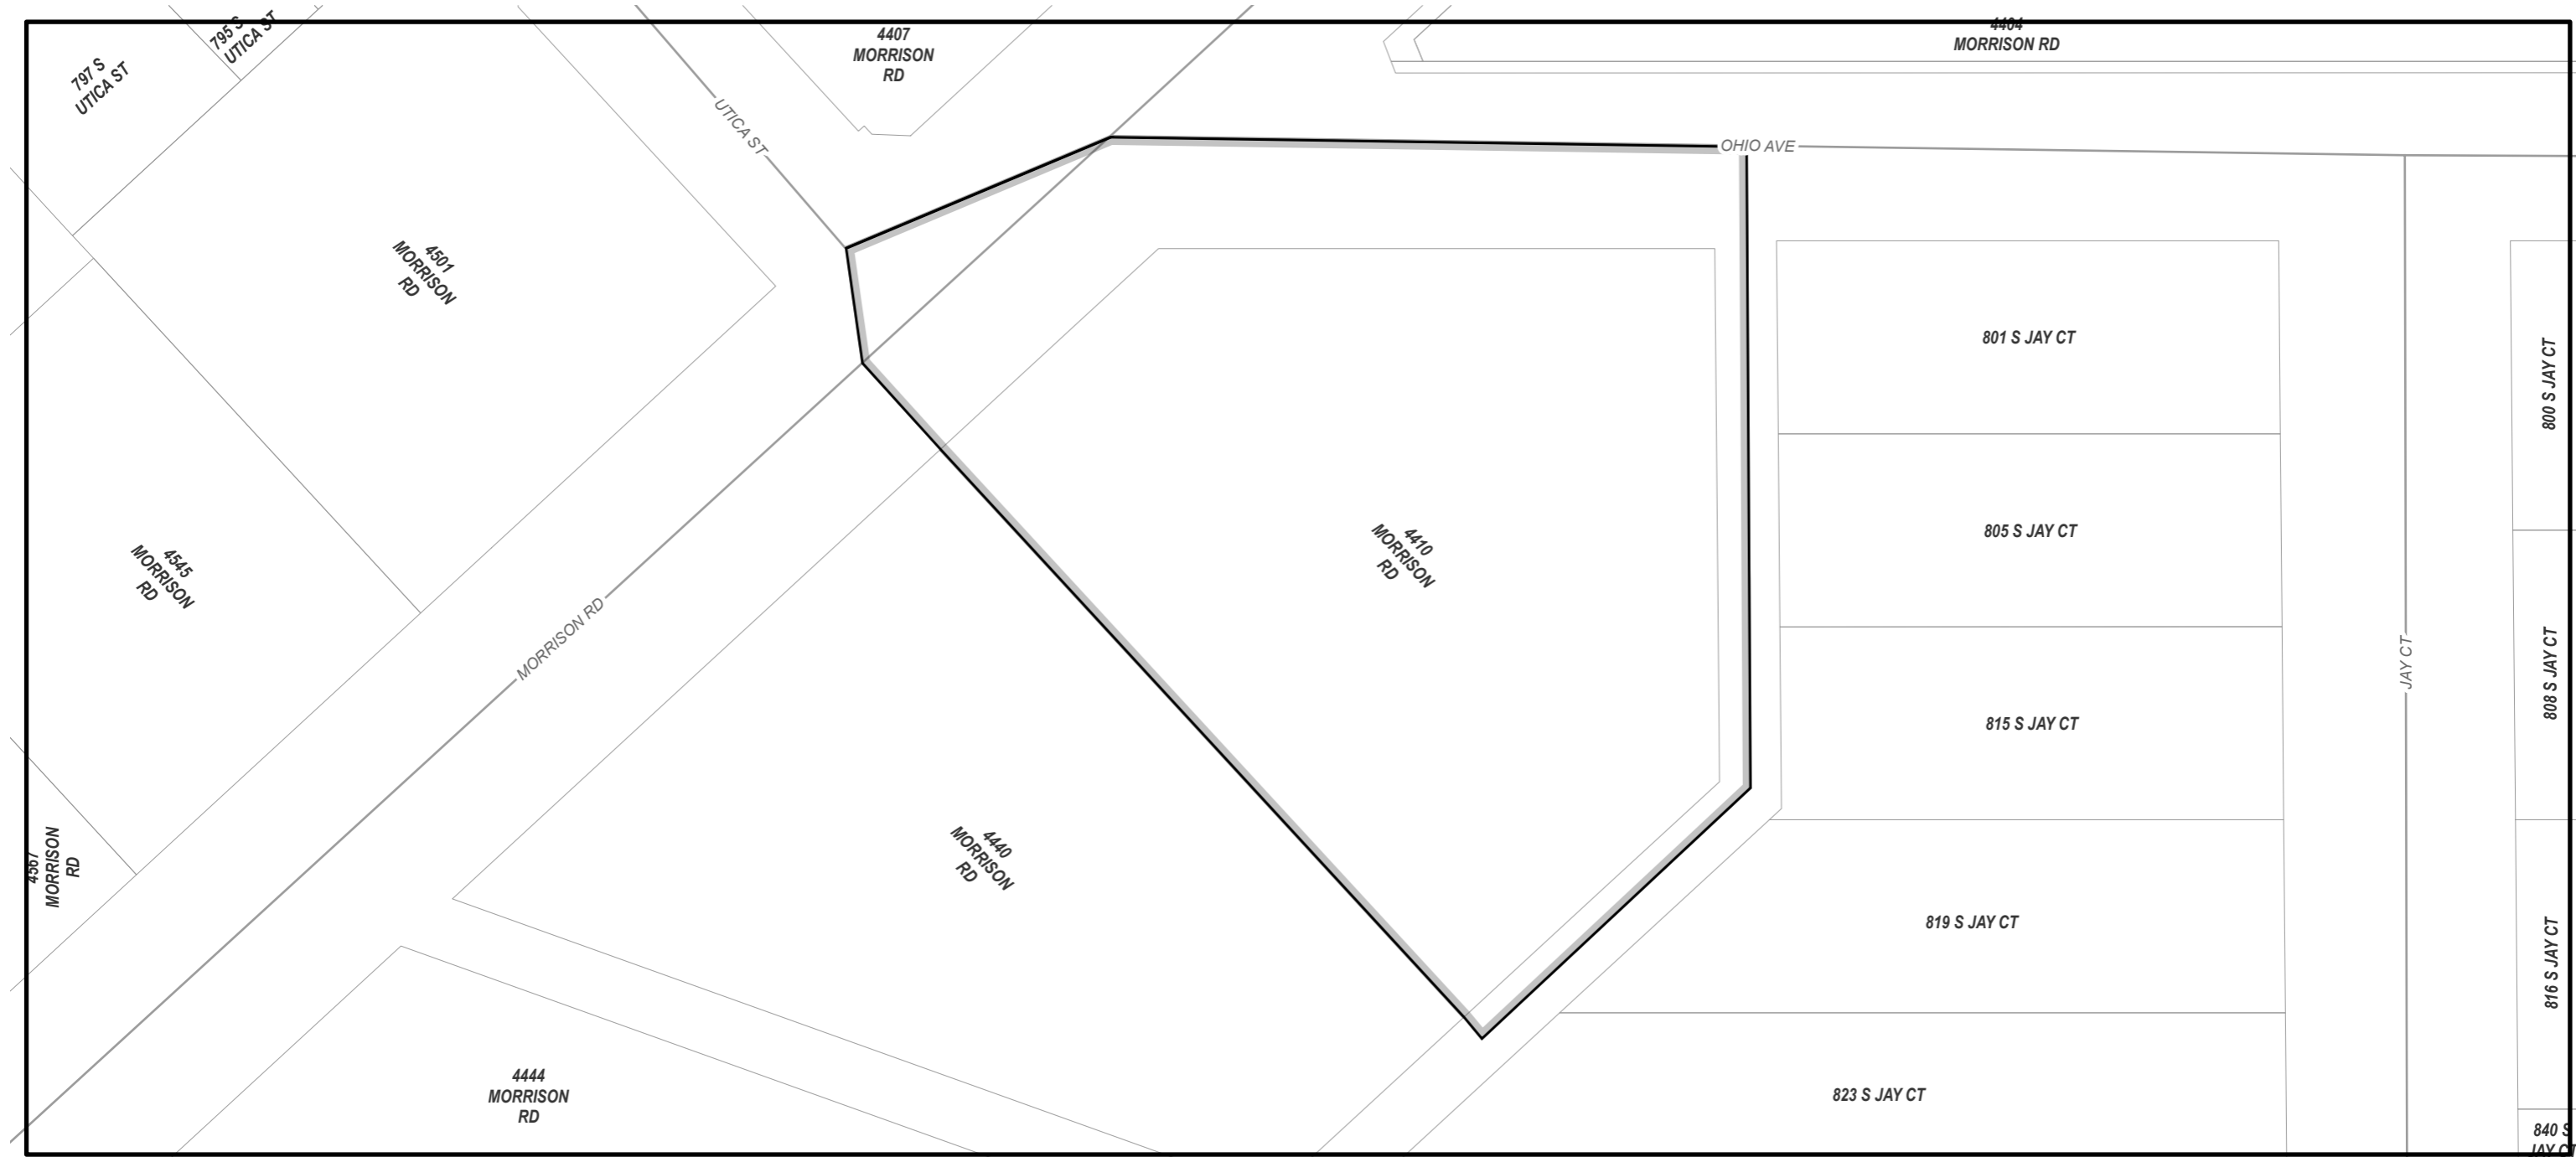 795 S
UTICA ST
797 S
UTICA ST
4407
MORRISON
RD
4404
MORRISON RD
UTICA ST
OHIO AVE
4501
MORRISON
RD
801 S JAY CT
800 S JAY CT
4410
MORRISON
RD
805 S JAY CT
4545
MORRISON
RD
MORRISON RD
JAY CT
808 S JAY CT
815 S JAY CT
4440
MORRISON
RD
4567
MORRISON
RD
819 S JAY CT
816 S JAY CT
4444
MORRISON
RD
823 S JAY CT
840 S
JAY CT